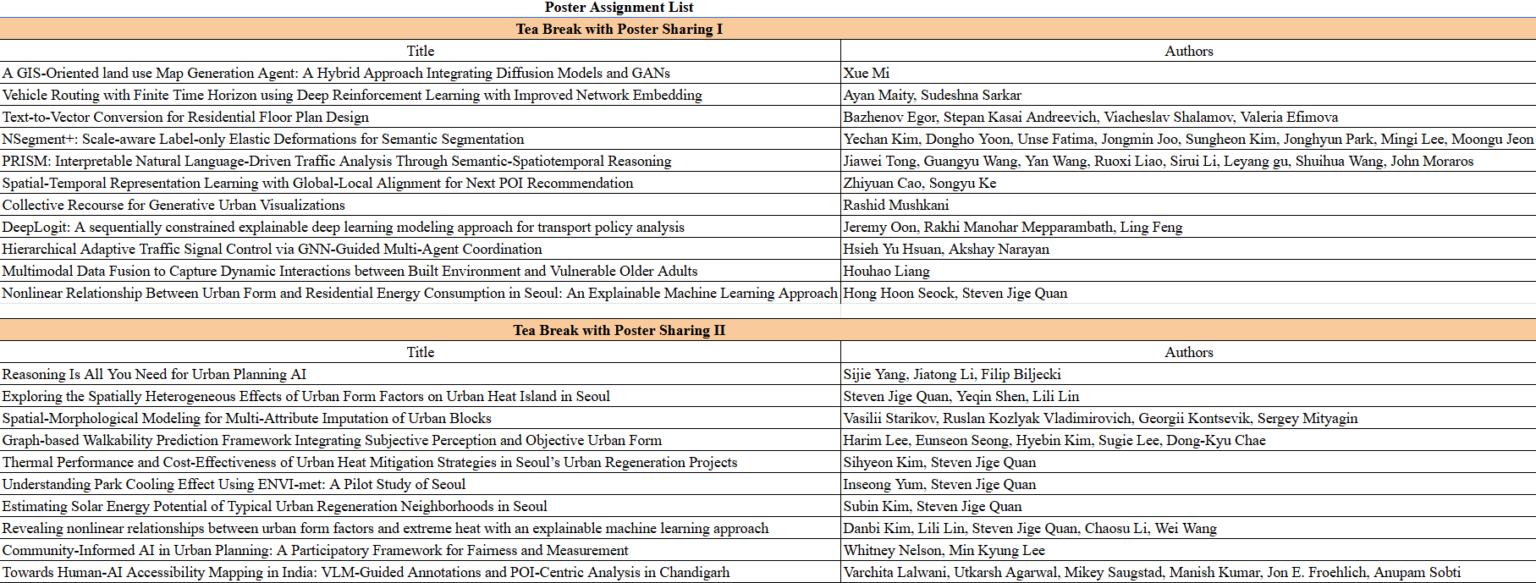 Poster Assignment List
Tea Break with Poster Sharing I
Title Authors
A GIS-Oriented land use Map Generation Agent: A Hybrid Approach Integrating Diffusion Models and GANs Xue Mi
Vehicle Routing with Finite Time Horizon using Deep Reinforcement Learning with Improved Network Embedding Ayan Maity, Sudeshna Sarkar
Text-to-Vector Conversion for Residential Floor Plan Design Bazhenov Egor, Stepan Kasai Andreevich, Viacheslav Shalamov, Valeria Efimova
NSegment+: Scale-aware Label-only Elastic Deformations for Semantic Segmentation Yechan Kim, Dongho Yoon, Unse Fatima, Jongmin Joo, Sungheon Kim, Jonghyun Park, Mingi Lee, Moongu Jeon
PRISM: Interpretable Natural Language-Driven Traffic Analysis Through Semantic-Spatiotemporal Reasoning Jiawei Tong, Guangyu Wang, Yan Wang, Ruoxi Liao, Sirui Li, Leyang gu, Shuihua Wang, John Moraros
Spatial-Temporal Representation Learning with Global-Local Alignment for Next POI Recommendation Zhiyuan Cao, Songyu Ke
Collective Recourse for Generative Urban Visualizations Rashid Mushkani
DeepLogit: A sequentially constrained explainable deep learning modeling approach for transport policy analysis Jeremy Oon, Rakhi Manohar Mepparambath, Ling Feng
Hierarchical Adaptive Traffic Signal Control via GNN-Guided Multi-Agent Coordination Hsieh Yu Hsuan, Akshay Narayan
Multimodal Data Fusion to Capture Dynamic Interactions between Built Environment and Vulnerable Older Adults Houhao Liang
Nonlinear Relationship Between Urban Form and Residential Energy Consumption in Seoul: An Explainable Machine Learning Approach Hong Hoon Seock, Steven Jige Quan
Tea Break with Poster Sharing II
Title Authors
Reasoning Is All You Need for Urban Planning AI Sijie Yang, Jiatong Li, Filip Biljecki
Exploring the Spatially Heterogeneous Effects of Urban Form Factors on Urban Heat Island in Seoul Steven Jige Quan, Yeqin Shen, Lili Lin
Spatial-Morphological Modeling for Multi-Attribute Imputation of Urban Blocks Vasilii Starikov, Ruslan Kozlyak Vladimirovich, Georgii Kontsevik, Sergey Mityagin
Graph-based Walkability Prediction Framework Integrating Subjective Perception and Objective Urban Form Harim Lee, Eunseon Seong, Hyebin Kim, Sugie Lee, Dong-Kyu Chae
Thermal Performance and Cost-Effectiveness of Urban Heat Mitigation Strategies in Seoul’s Urban Regeneration Projects Sihyeon Kim, Steven Jige Quan
Understanding Park Cooling Effect Using ENVI-met: A Pilot Study of Seoul Inseong Yum, Steven Jige Quan
Estimating Solar Energy Potential of Typical Urban Regeneration Neighborhoods in Seoul Subin Kim, Steven Jige Quan
Revealing nonlinear relationships between urban form factors and extreme heat with an explainable machine learning approach Danbi Kim, Lili Lin, Steven Jige Quan, Chaosu Li, Wei Wang
Community-Informed AI in Urban Planning: A Participatory Framework for Fairness and Measurement Whitney Nelson, Min Kyung Lee
Towards Human-AI Accessibility Mapping in India: VLM-Guided Annotations and POI-Centric Analysis in Chandigarh Varchita Lalwani, Utkarsh Agarwal, Mikey Saugstad, Manish Kumar, Jon E. Froehlich, Anupam Sobti